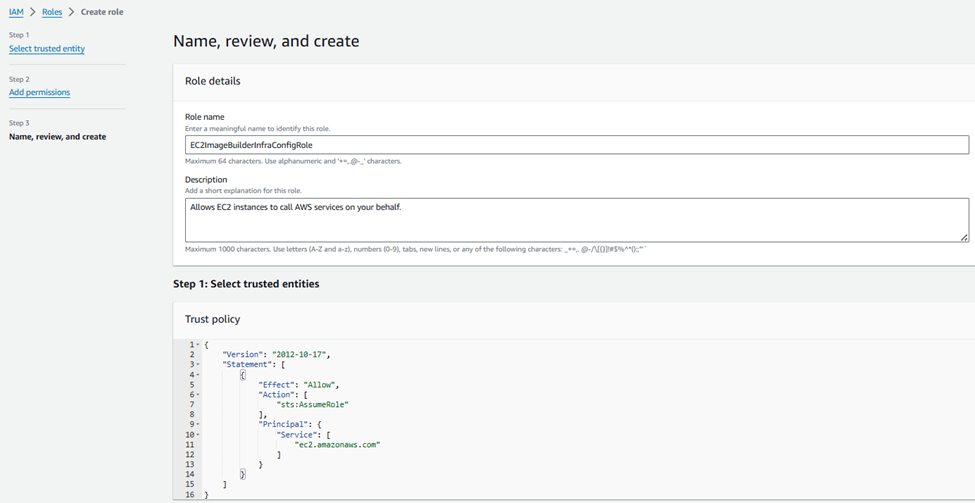 IAM > Roles > Create role
Step 1
Select trusted entity
Step 2
Add permissions
Step 3
Name, review, and create
Name, review, and create
Role details
Role name
Enter a meaningful name to identify this role.
EC2ImageBuilderInfraConfigRole
Maximum 64 characters. Use alphanumeric and '+=,.@-_' characters.
Description
Add a short explanation for this role.
Allows EC2 instances to call AWS services on your behalf.
Maximum 1000 characters. Use letters (A-Z and a-z), numbers (0-9), tabs, new lines, or any of the following characters: _+=,. @-/\[{}]!#$%^*();:"'`
Step 1: Select trusted entities
Trust policy
1 {
2 "Version": "2012-10-17",
3 "Statement": [
4 {
5 "Effect": "Allow",
6 "Action": [
7 "sts:AssumeRole"
8 ],
9 "Principal": {
10 "Service": [
11 "ec2.amazonaws.com"
12 ]
13 }
14 }
15 ]
16 }